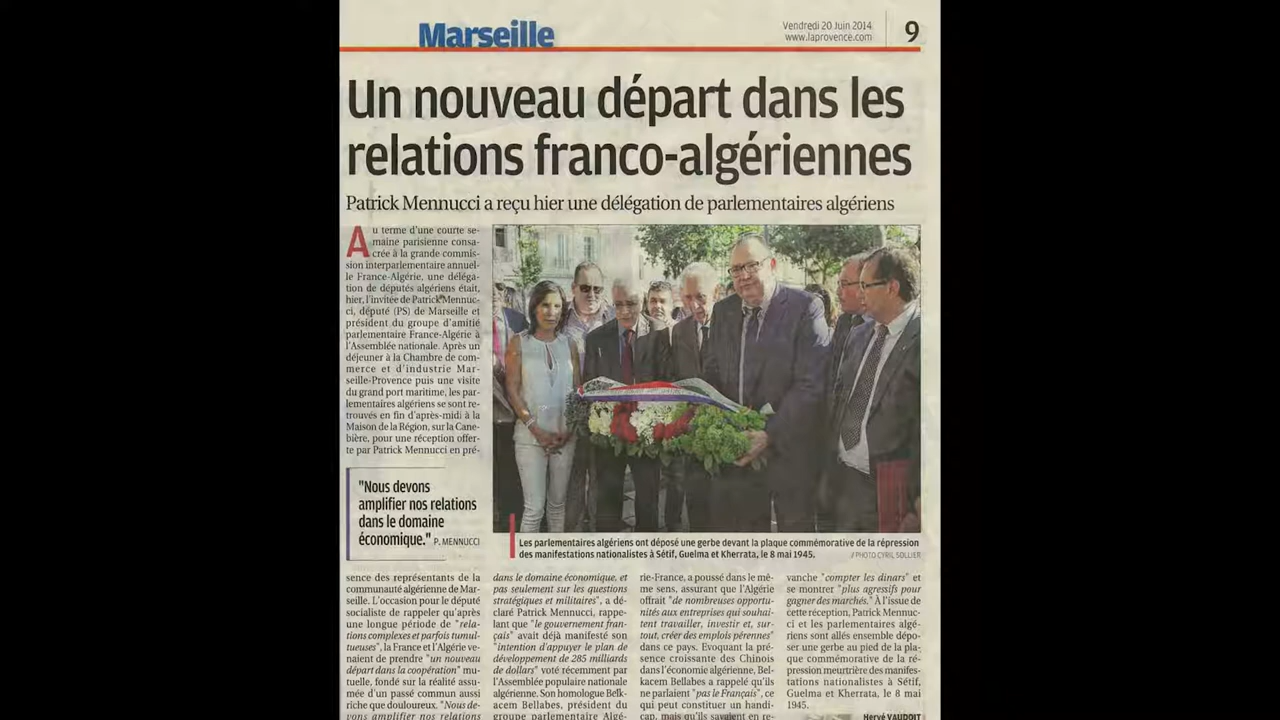 Marseille
Vendredi 20 Juin 2014
www.laprovence.com
9
Un nouveau départ dans les
relations franco-algériennes
Patrick Mennucci a reçu hier une délégation de parlementaires algériens
Au terme d'une courte se-
maine parisienne consa-
crée à la grande commis-
sion interparlementaire annuel-
le France-Algérie, une déléga-
tion de députés algériens était,
hier, l'invitée de Patrick Mennuc-
ci, député (PS) de Marseille et
président du groupe d'amitié
parlementaire France-Algérie à
l'Assemblée nationale. Après un
déjeuner à la Chambre de com-
merce et d'industrie Mar-
seille-Provence puis une visite
du grand port maritime, les par-
lementaires algériens se sont re-
trouvés en fin d'après-midi à la
Maison de la Région, sur la Cane-
bière, pour une réception offer-
te par Patrick Mennucci en pré-
"Nous devons
amplifier nos relations
dans le domaine
économique." P. MENNUCCI
Les parlementaires algériens ont déposé une gerbe devant la plaque commémorative de la répression
des manifestations nationalistes à Sétif, Guelma et Kherrata, le 8 mai 1945.
/ PHOTO CYRIL SOLLIER
sence des représentants de la
communauté algérienne de Mar-
seille. L'occasion pour le député
socialiste de rappeler qu'après
une longue période de "rela-
tions complexes et parfois tumul-
tueuses", la France et l'Algérie ve-
naient de prendre "un nouveau
départ dans la coopération" mu-
tuelle, fondé sur la réalité assu-
mée d'un passé commun aussi
riche que douloureux. "Nous de-
vons amplifier nos relations
dans le domaine économique, et
pas seulement sur les questions
stratégiques et militaires", a dé-
claré Patrick Mennucci, rappe-
lant que "le gouvernement fran-
çais" avait déjà manifesté son
"intention d'appuyer le plan de
développement de 285 milliards
de dollars" voté récemment par
l'Assemblée populaire nationale
algérienne. Son homologue Bel-
kacem Bellabes, président du
groupe parlementaire Algé-
rie-France, a poussé dans le mê-
me sens, assurant que l'Algérie
offrait "de nombreuses opportu-
nités aux entreprises qui souhai-
tent travailler, investir et, sur-
tout, créer des emplois pérennes"
dans ce pays. Evoquant la pré-
sence croissante des Chinois
dans l'économie algérienne, Bel-
kacem Bellabes a rappelé qu'ils
ne parlaient "pas le Français", ce
qui peut constituer un handi-
cap, mais qu'ils savaient en re-
vanche "compter les dinars" et
se montrer "plus agressifs pour
gagner des marchés." À l'issue de
cette réception, Patrick Mennuc-
ci et les parlementaires algé-
riens sont allés ensemble dépo-
ser une gerbe au pied de la pla-
que commémorative de la ré-
pression meurtrière des manifes-
tations nationalistes à Sétif,
Guelma et Kherrata, le 8 mai
1945.
Hervé VAUDOIT